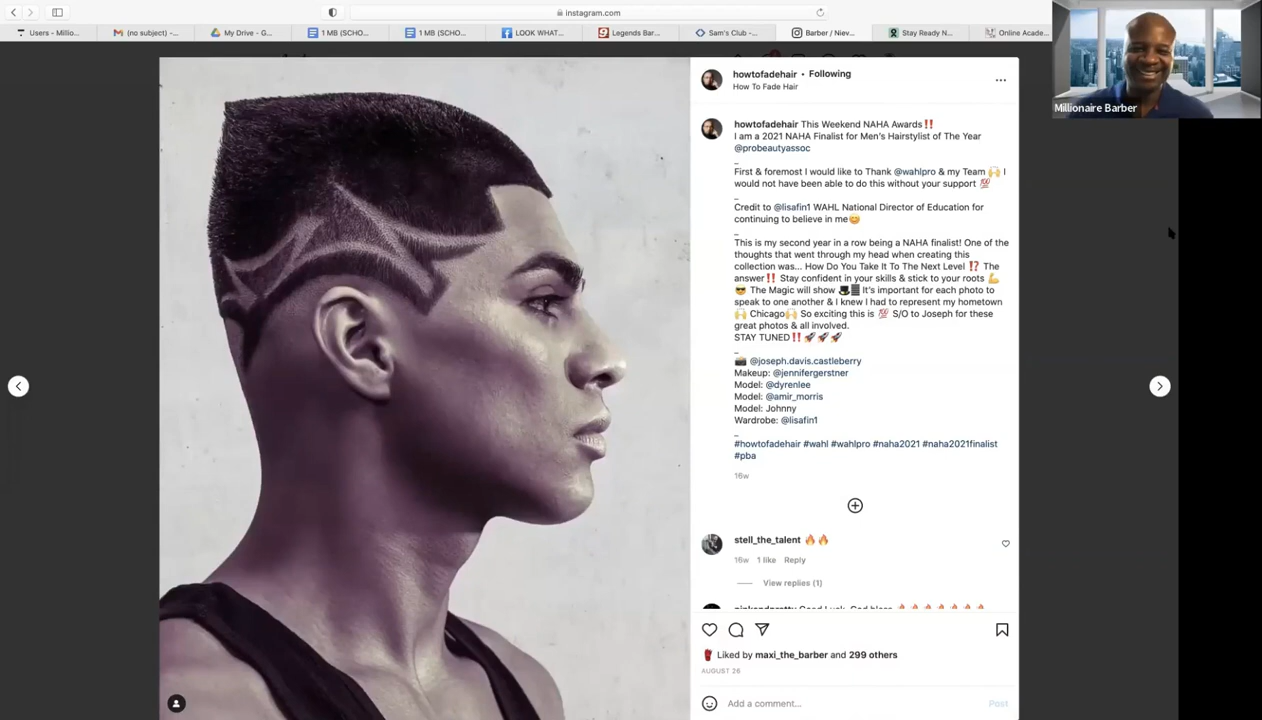 instagram.com
Users - Millio...
(no subject) -...
My Drive - G...
1 MB (SCHO...
1 MB (SCHO...
LOOK WHAT...
Legends Bar...
Sam's Club -...
Barber / Niev...
Stay Ready N...
Online Acade...
Millionaire Barber
howtofadehair • Following
How To Fade Hair
howtofadehair This Weekend NAHA Awards‼️
I am a 2021 NAHA Finalist for Men's Hairstylist of The Year
@probeautyassoc
_
First & foremost I would like to Thank @wahlpro & my Team 🙌 I
would not have been able to do this without your support 💯
_
Credit to @lisafin1 WAHL National Director of Education for
continuing to believe in me😊
_
This is my second year in a row being a NAHA finalist! One of the
thoughts that went through my head when creating this
collection was... How Do You Take It To The Next Level ⁉️ The
answer‼️ Stay confident in your skills & stick to your roots 💪
😎 The Magic will show 🎩 It's important for each photo to
speak to one another & I knew I had to represent my hometown
🙌 Chicago🙌 So exciting this is 💯 S/O to Joseph for these
great photos & all involved.
STAY TUNED‼️🚀🚀🚀
_
📸 @joseph.davis.castleberry
Makeup: @jennifergerstner
Model: @dyrenlee
Model: @amir_morris
Model: Johnny
Wardrobe: @lisafin1
_
#howtofadehair #wahl #wahlpro #naha2021 #naha2021finalist
#pba
16w
stell_the_talent 🔥🔥
16w 1 like Reply
View replies (1)
Good Luck God bless 🔥🔥🔥🔥🔥🔥🔥
Liked by maxi_the_barber and 299 others
AUGUST 26
Add a comment...
Post